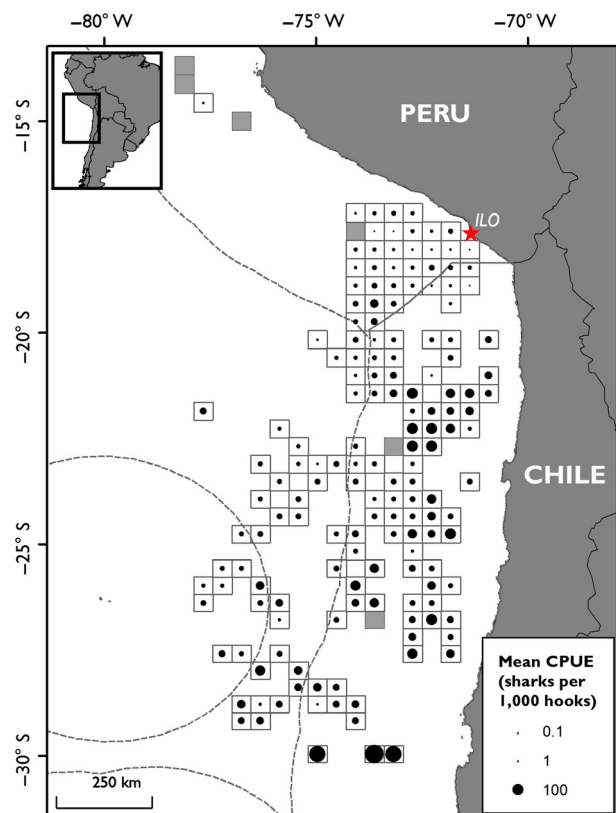 −80° W
−75° W
−70° W
−15° S
−20° S
−25° S
−30° S
PERU
ILO
CHILE
250 km
Mean CPUE
(sharks per
1,000 hooks)
0.1
1
100